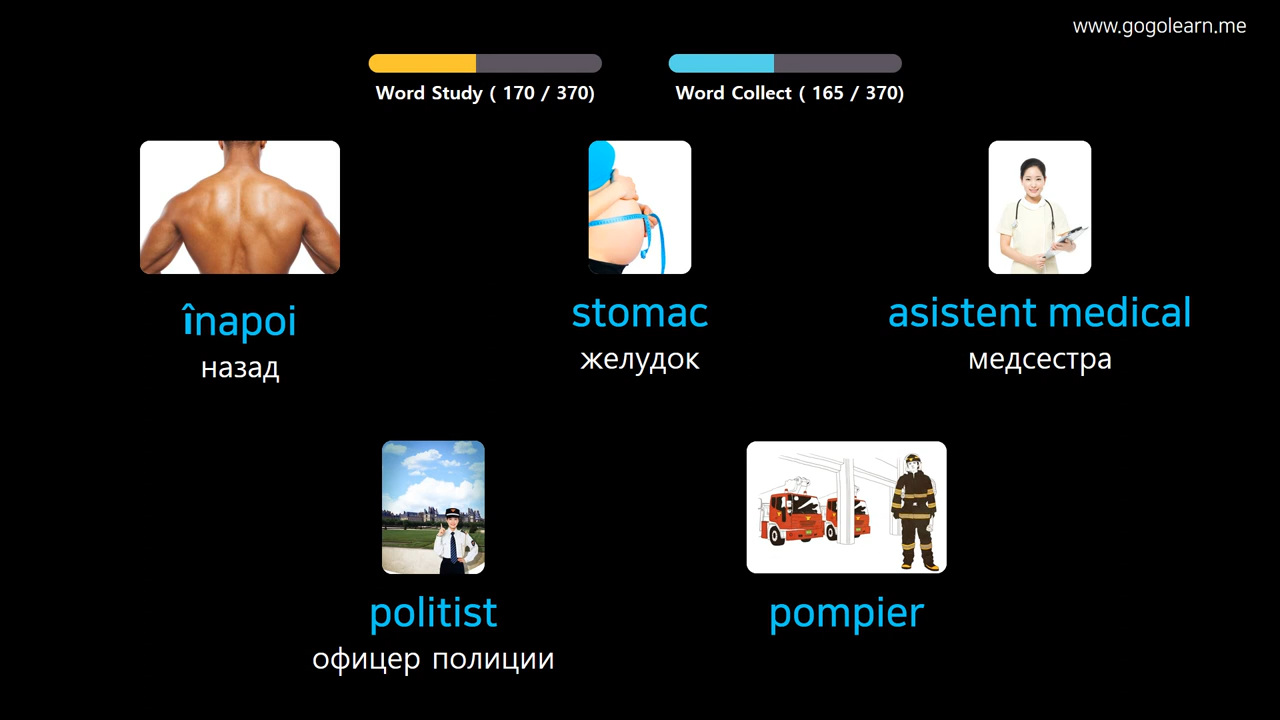 www.gogolearn.me
Word Study ( 170 / 370)
Word Collect ( 165 / 370)
înapoi
назад
stomac
желудок
asistent medical
медсестра
politist
офицер полиции
pompier